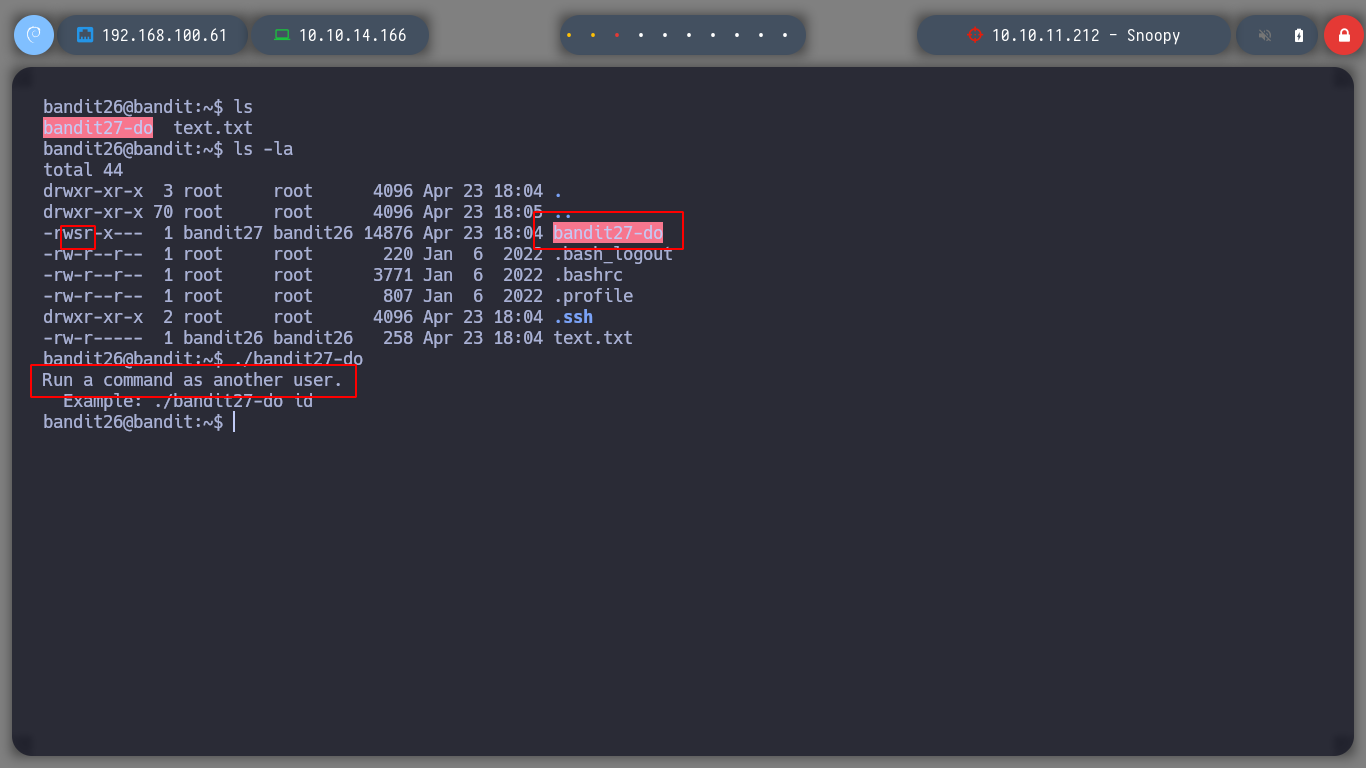 192.168.100.61 10.10.14.166 10.10.11.212 - Snoopy
bandit26@bandit:~$ ls
bandit27-do  text.txt
bandit26@bandit:~$ ls -la
total 44
drwxr-xr-x  3 root     root      4096 Apr 23 18:04 .
drwxr-xr-x 70 root     root      4096 Apr 23 18:05 ..
-rwsr-x---  1 bandit27 bandit26 14876 Apr 23 18:04 bandit27-do
-rw-r--r--  1 root     root       220 Jan  6  2022 .bash_logout
-rw-r--r--  1 root     root      3771 Jan  6  2022 .bashrc
-rw-r--r--  1 root     root       807 Jan  6  2022 .profile
drwxr-xr-x  2 root     root      4096 Apr 23 18:04 .ssh
-rw-r-----  1 bandit26 bandit26   258 Apr 23 18:04 text.txt
bandit26@bandit:~$ ./bandit27-do
Run a command as another user.
  Example: ./bandit27-do id
bandit26@bandit:~$